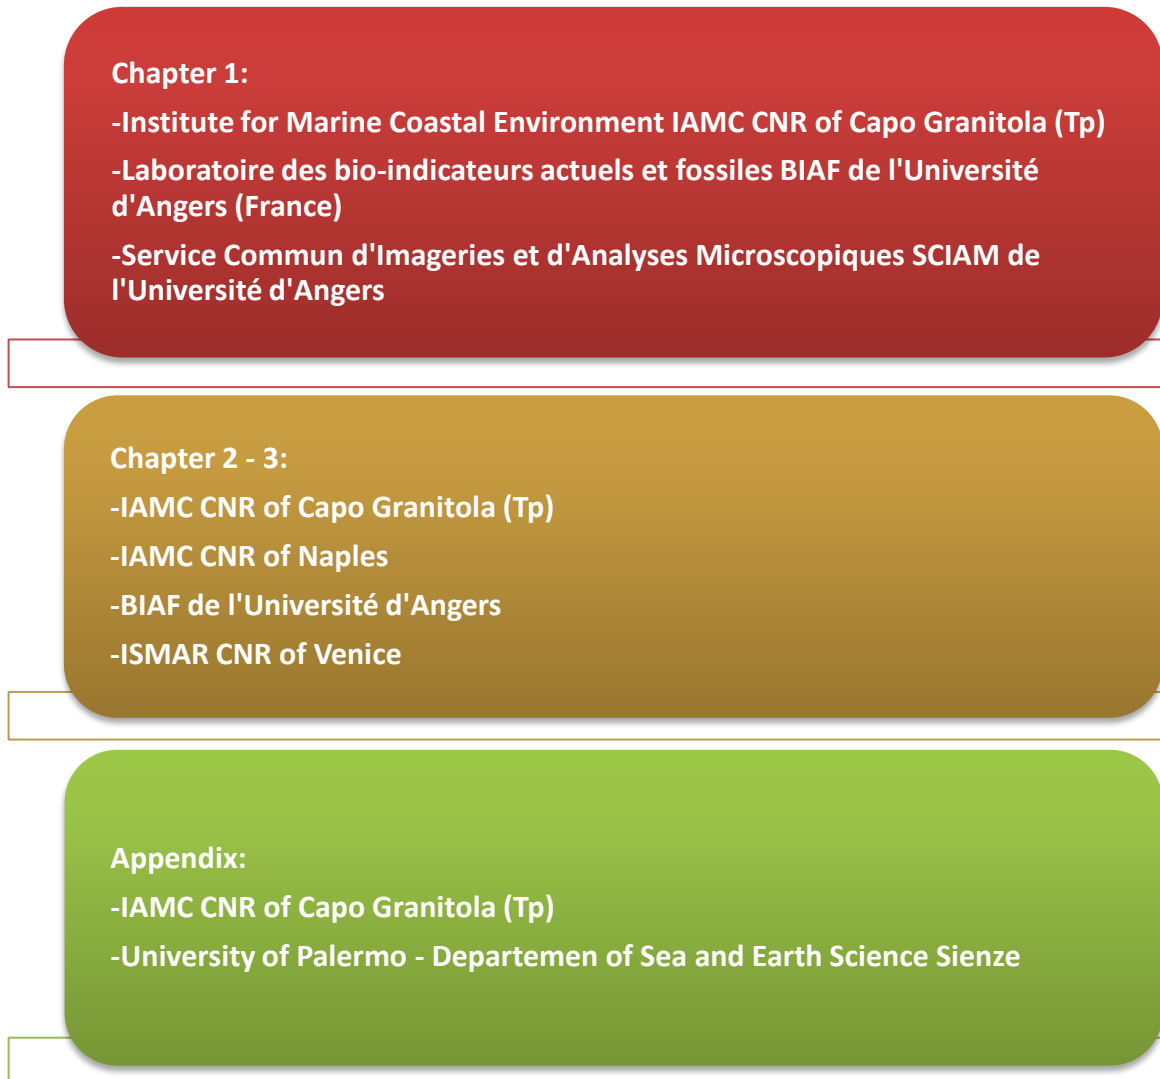 Chapter 1:
-Institute for Marine Coastal Environment IAMC CNR of Capo Granitola (Tp)
-Laboratoire des bio-indicateurs actuels et fossiles BIAF de l'Université
d'Angers (France)
-Service Commun d'Imageries et d'Analyses Microscopiques SCIAM de
l'Université d'Angers
Chapter 2 - 3:
-IAMC CNR of Capo Granitola (Tp)
-IAMC CNR of Naples
-BIAF de l'Université d'Angers
-ISMAR CNR of Venice
Appendix:
-IAMC CNR of Capo Granitola (Tp)
-University of Palermo - Departemen of Sea and Earth Science Sienze